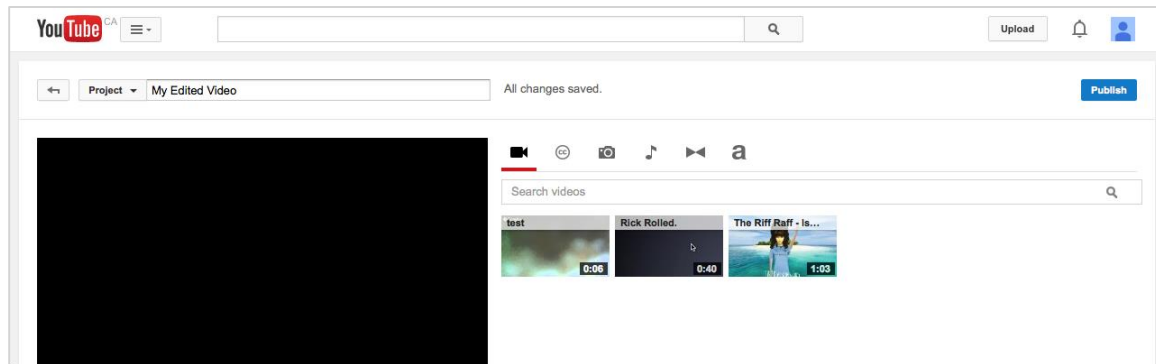 YouTube CA
Upload
Project
My Edited Video
All changes saved.
Publish
cc
a
Search videos
test
Rick Rolled.
The Riff Raff - Is...
0:06
0:40
1:03